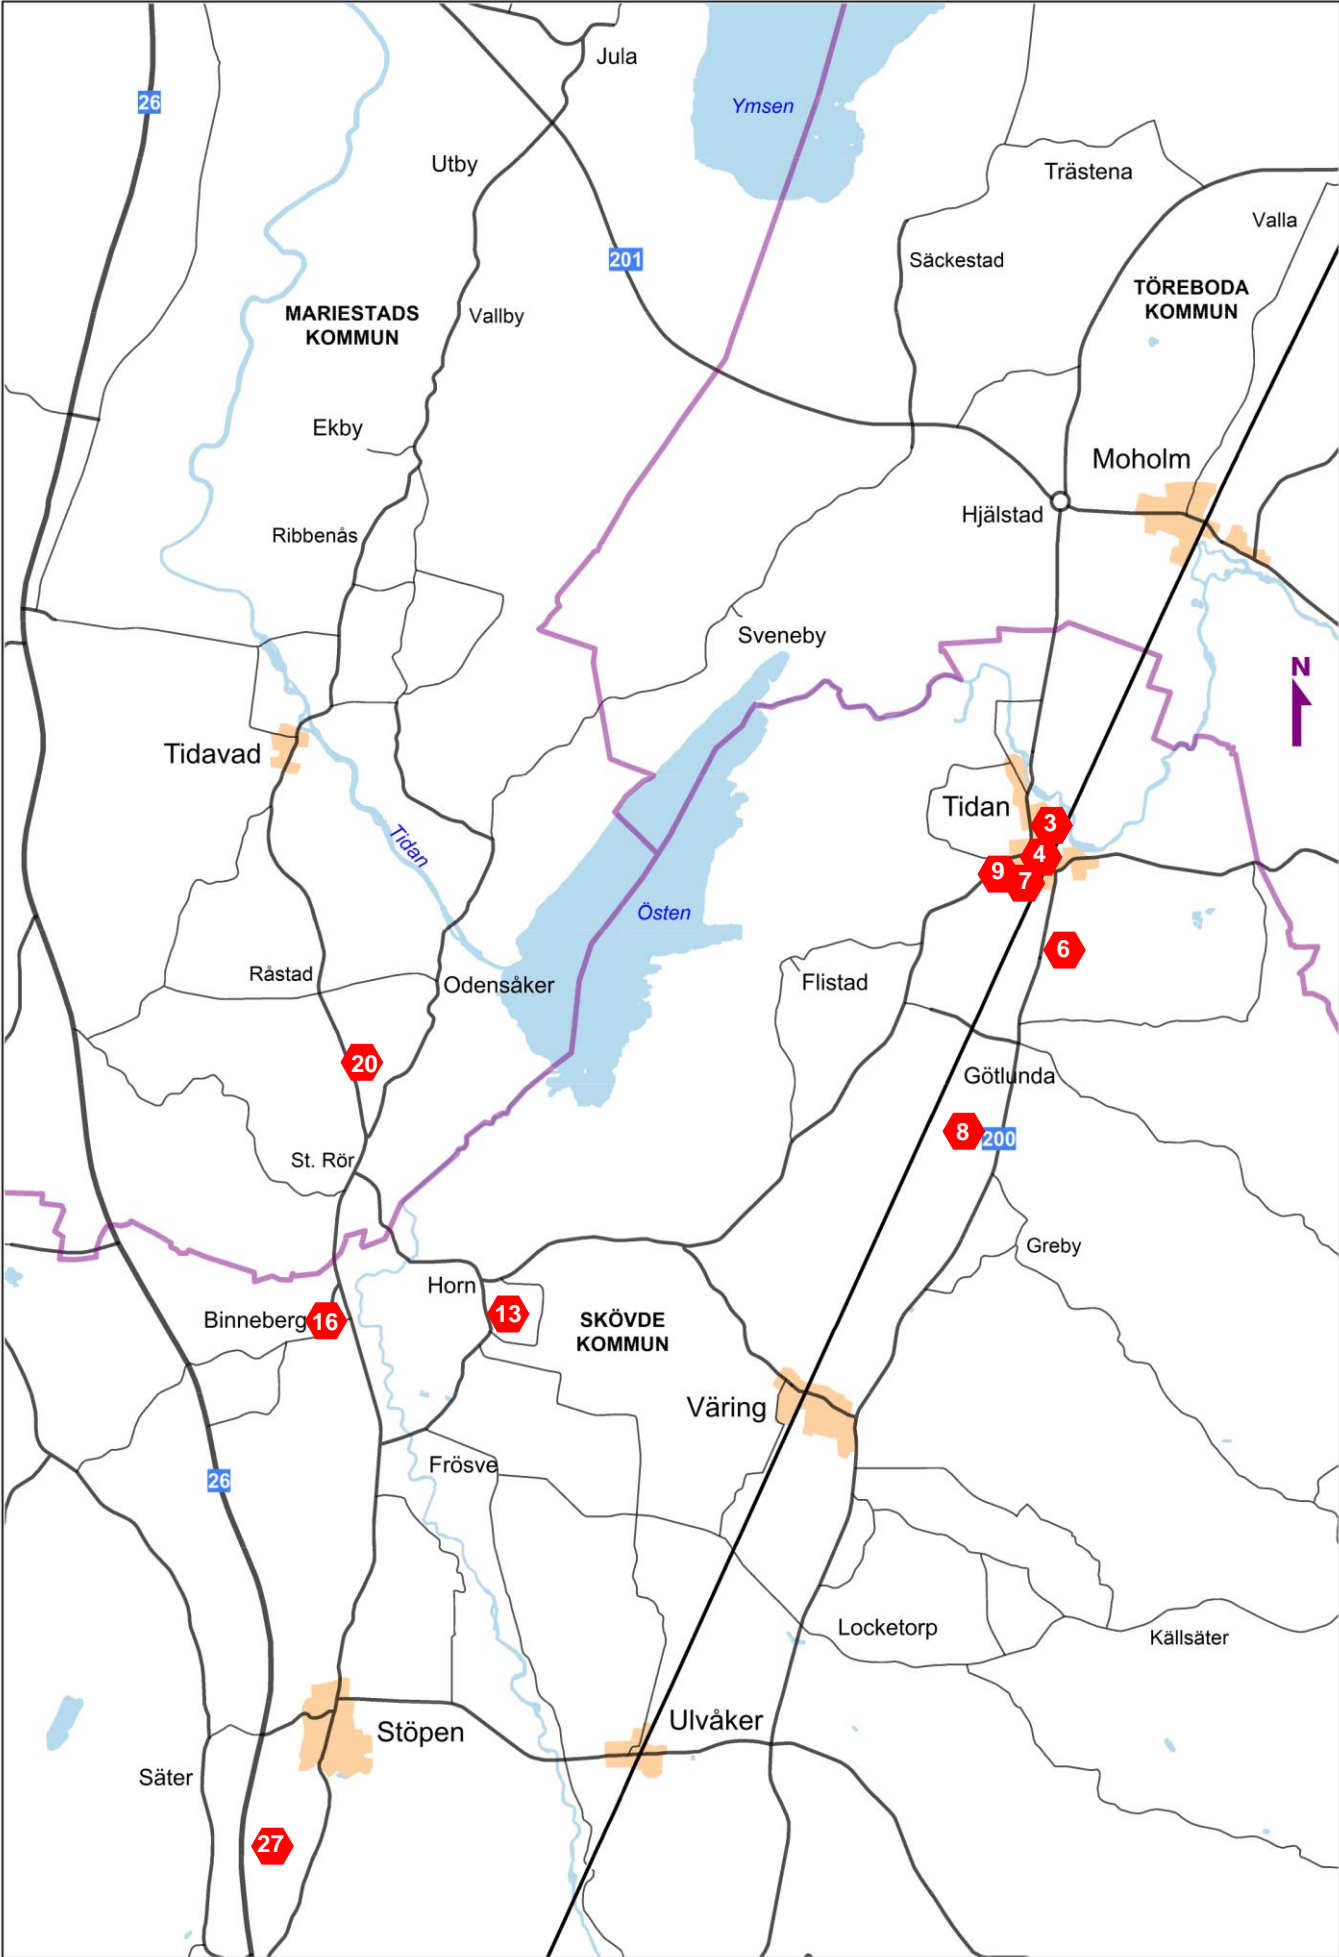 Jula
26
Ymsen
Utby
Trästena
Valla
201
Säckestad
TÖREBODA
KOMMUN
MARIESTADS
KOMMUN
Vallby
Ekby
Moholm
Hjälstad
Ribbenås
Sveneby
N
Tidavad
Tidan
Tidan
3
4
9
7
Östen
6
Råstad
Odensåker
Flistad
20
Götlunda
8
200
St. Rör
Greby
Horn
Binneberg
16
13
SKÖVDE
KOMMUN
Väring
Frösve
26
Locketorp
Källsäter
Ulvåker
Stöpen
Säter
27